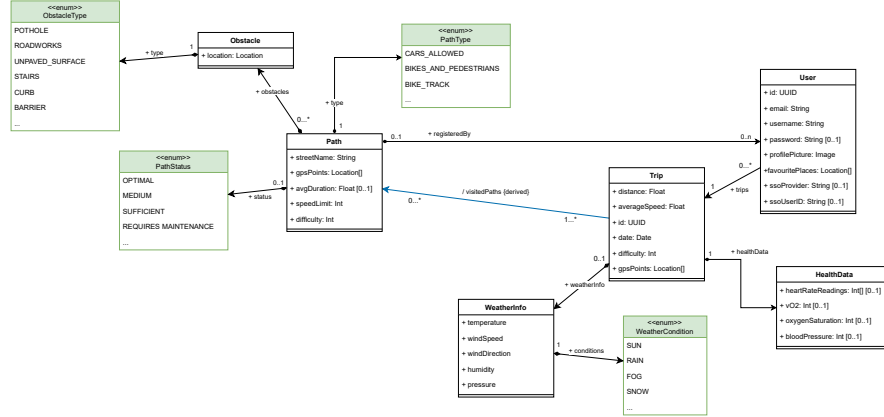 <<enum>>
ObstacleType
POTHOLE
ROADWORKS
UNPAVED_SURFACE
STAIRS
CURB
BARRIER
...
+ type
1
Obstacle
+ location: Location
+ obstacles
0...*
<<enum>>
PathType
CARS_ALLOWED
BIKES_AND_PEDESTRIANS
BIKE_TRACK
...
+ type
1
Path
+ streetName: String
+ gpsPoints: Location[]
+ avgDuration: Float [0..1]
+ speedLimit: Int
+ difficulty: Int
<<enum>>
PathStatus
OPTIMAL
MEDIUM
SUFFICIENT
REQUIRES MAINTENANCE
...
0..1
+ status
0..1
+ registeredBy
0..n
User
+ id: UUID
+ email: String
+ username: String
+ password: String [0..1]
+ profilePicture: Image
+favouritePlaces: Location[]
+ ssoProvider: String [0..1]
+ ssoUserID: String [0..1]
0...*
1
+ trips
/ visitedPaths {derived}
0...*
1...*
Trip
+ distance: Float
+ averageSpeed: Float
+ id: UUID
+ date: Date
+ difficulty: Int
+ gpsPoints: Location[]
1
+ healthData
HealthData
+ heartRateReadings: Int[] [0..1]
+ vO2: Int [0..1]
+ oxygenSaturation: Int [0..1]
+ bloodPressure: Int [0..1]
0..1
+ weatherInfo
WeatherInfo
+ temperature
+ windSpeed
+ windDirection
+ humidity
+ pressure
1
+ conditions
<<enum>>
WeatherCondition
SUN
RAIN
FOG
SNOW
...